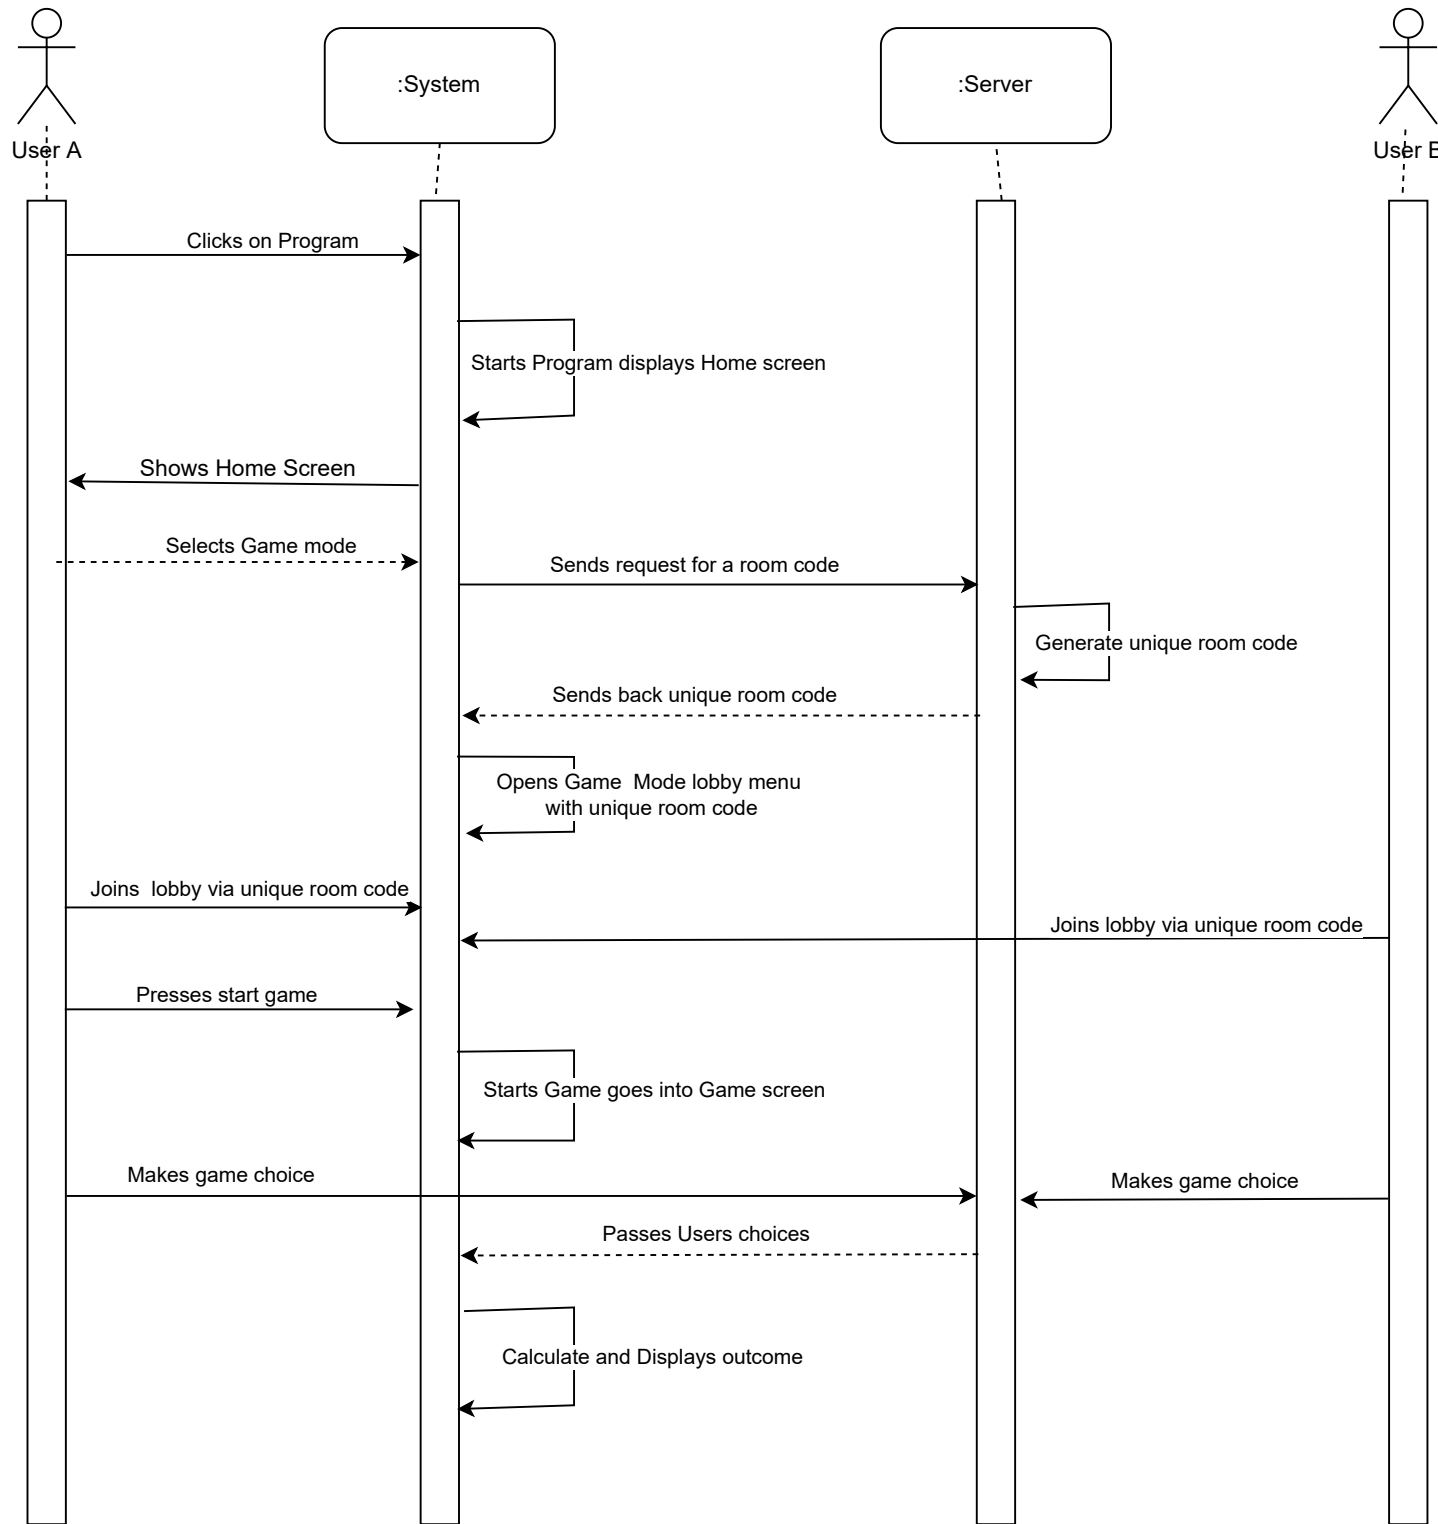 :System
:Server
User A
User B
Clicks on Program
Starts Program displays Home screen
Shows Home Screen
Selects Game mode
Sends request for a room code
Generate unique room code
Sends back unique room code
Opens Game  Mode lobby menu
with unique room code
Joins  lobby via unique room code
Joins lobby via unique room code
Presses start game
Starts Game goes into Game screen
Makes game choice
Makes game choice
Passes Users choices
Calculate and Displays outcome